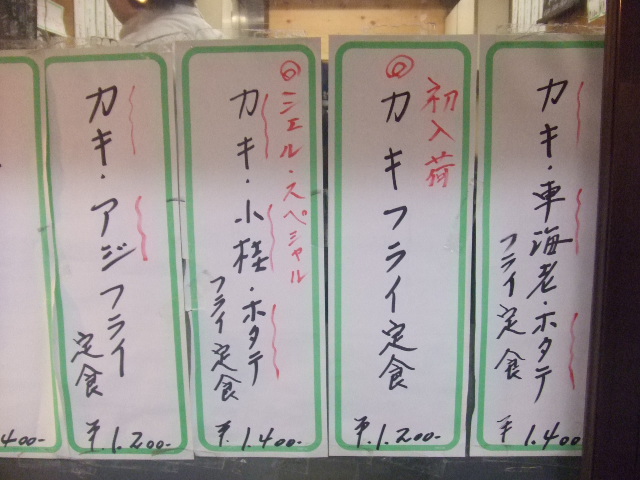 カキ・車海老・ホタテ
フライ定食
¥1.400
初入荷
◎カキフライ定食
¥.1.200-
◎シェル・スペシャル
カキ・小柱・ホタテ
フライ定食
¥.1.400-
カキ・アジフライ
定食
¥.1.200-
400-